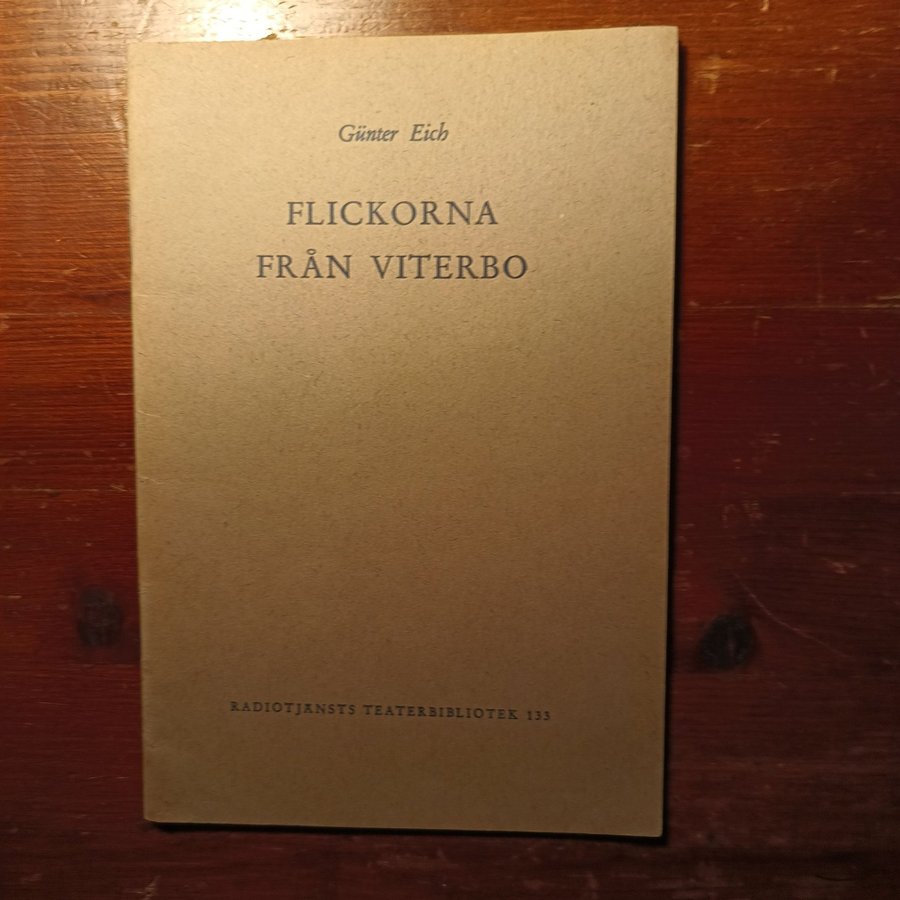 Günter Eich
FLICKORNA
FRÅN VITERBO
RADIOTJÄNSTS TEATERBIBLIOTEK 133